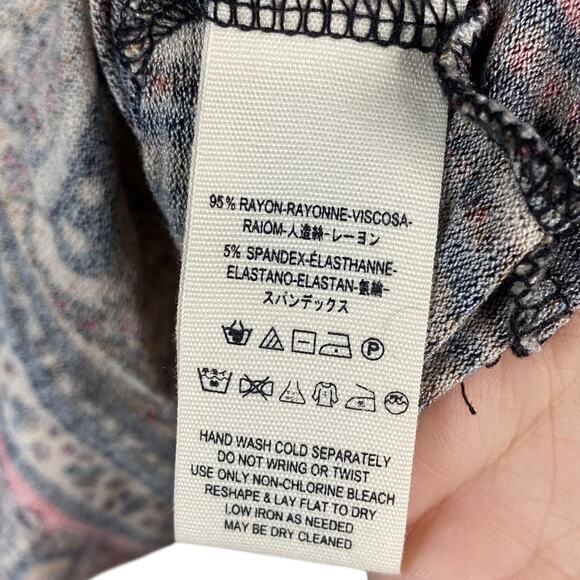 95% RAYON-RAYONNE-VISCOSA-
RAIOM-人造絲-レーヨン
5% SPANDEX-ÉLASTHANNE-
ELASTANO-ELASTAN-氨綸-
スパンデックス
P
HAND WASH COLD SEPARATELY
DO NOT WRING OR TWIST
USE ONLY NON-CHLORINE BLEACH
RESHAPE & LAY FLAT TO DRY
LOW IRON AS NEEDED
MAY BE DRY CLEANED